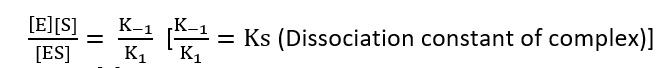 [E][S]/[ES] = K₋₁/K₁ [K₋₁/K₁ = Ks (Dissociation constant of complex)]